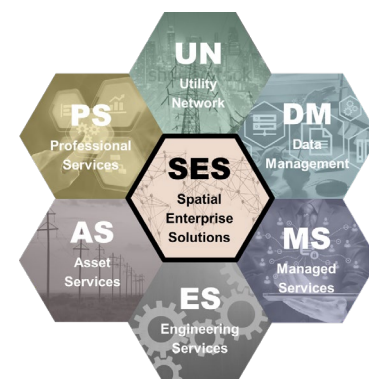 UN
Utility
Network
PS
Professional
Services
DM
Data
Management
SES
Spatial
Enterprise
Solutions
AS
Asset
Services
MS
Managed
Services
ES
Engineering
Services